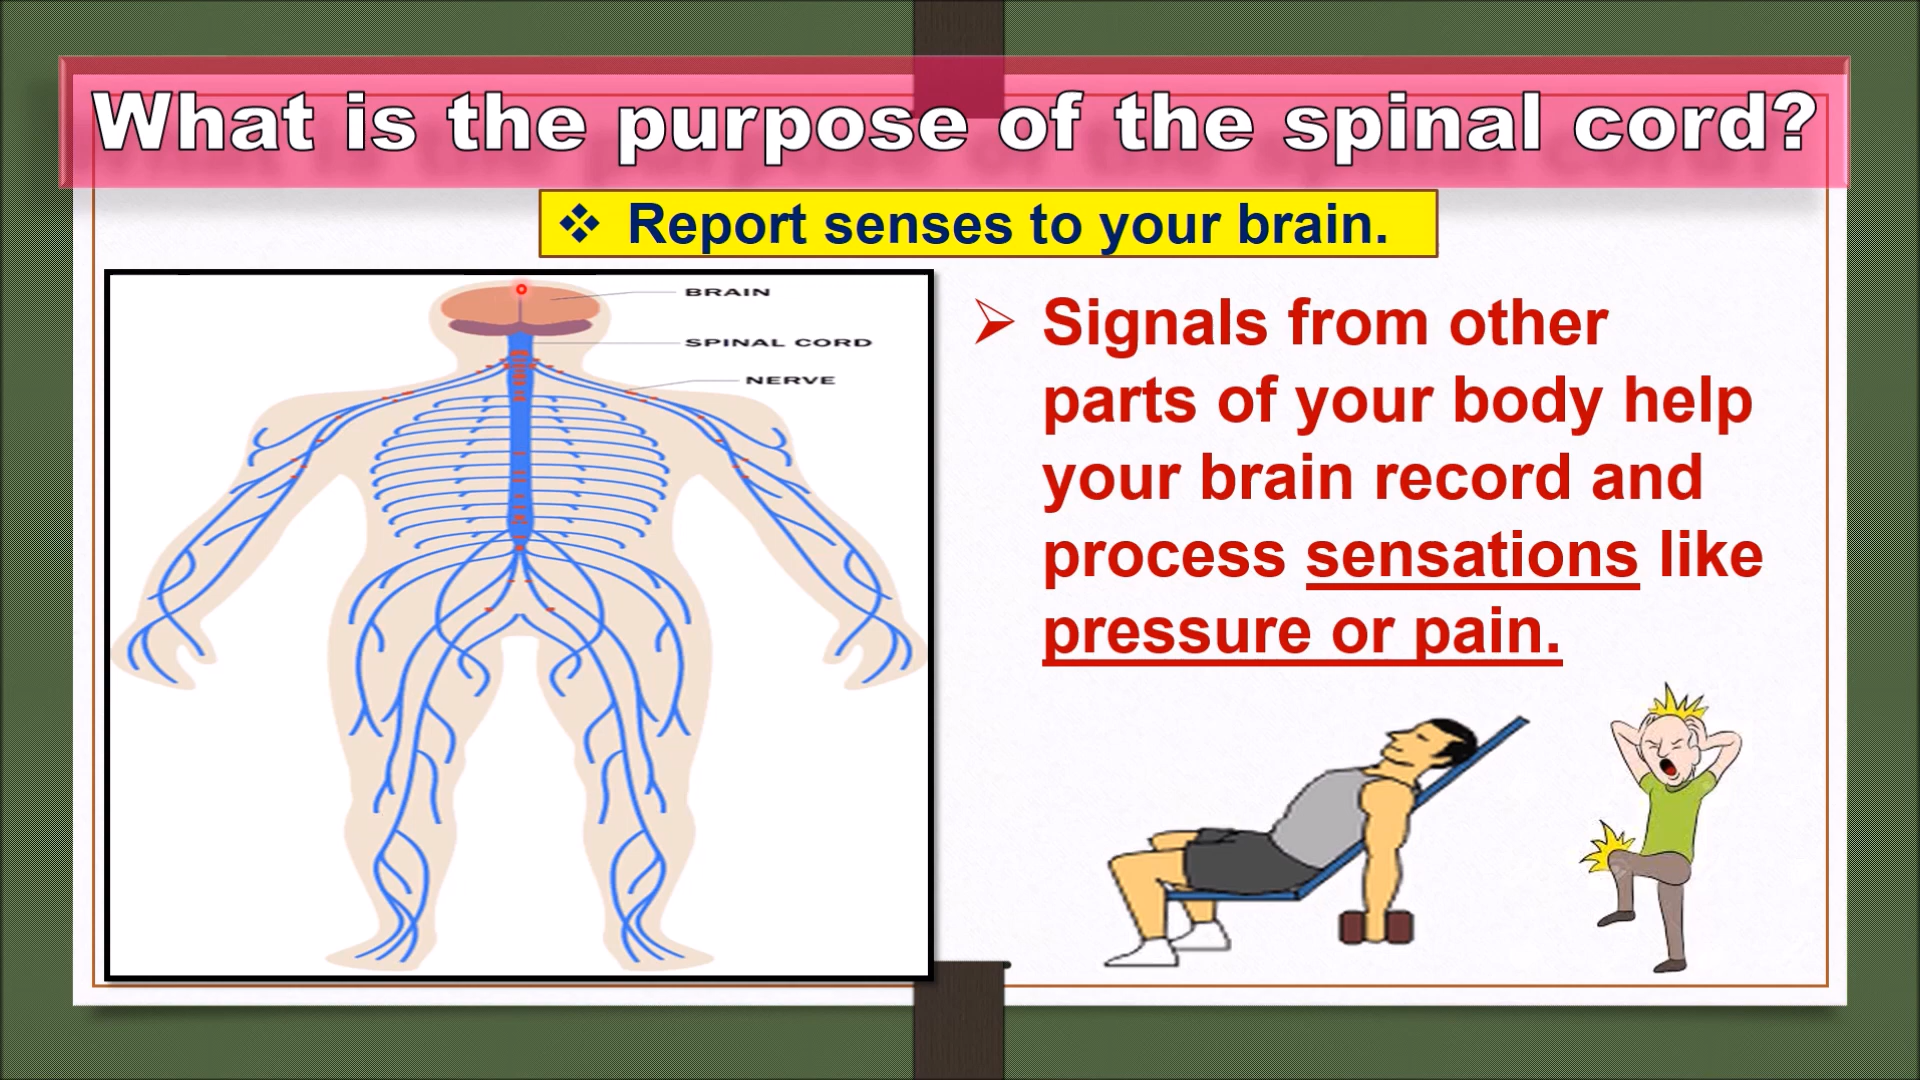 What is the purpose of the spinal cord?
❖ Report senses to your brain.
BRAIN
SPINAL CORD
NERVE
➢ Signals from other
parts of your body help
your brain record and
process sensations like
pressure or pain.